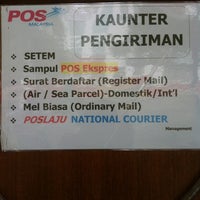 POS
MALAYSIA
KAUNTER
PENGIRIMAN
SETEM
Sampul POS Ekspres
Surat Berdaftar (Register Mail)
(Air / Sea Parcel)-Domestik/Int'l
Mel Biasa (Ordinary Mail)
POSLAJU NATIONAL COURIER
Management